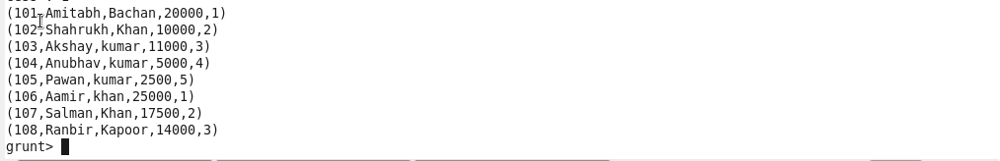 (101,Amitabh,Bachan,20000,1)
(102,Shahrukh,Khan,10000,2)
(103,Akshay,kumar,11000,3)
(104,Anubhav,kumar,5000,4)
(105,Pawan,kumar,2500,5)
(106,Aamir,khan,25000,1)
(107,Salman,Khan,17500,2)
(108,Ranbir,Kapoor,14000,3)
grunt>